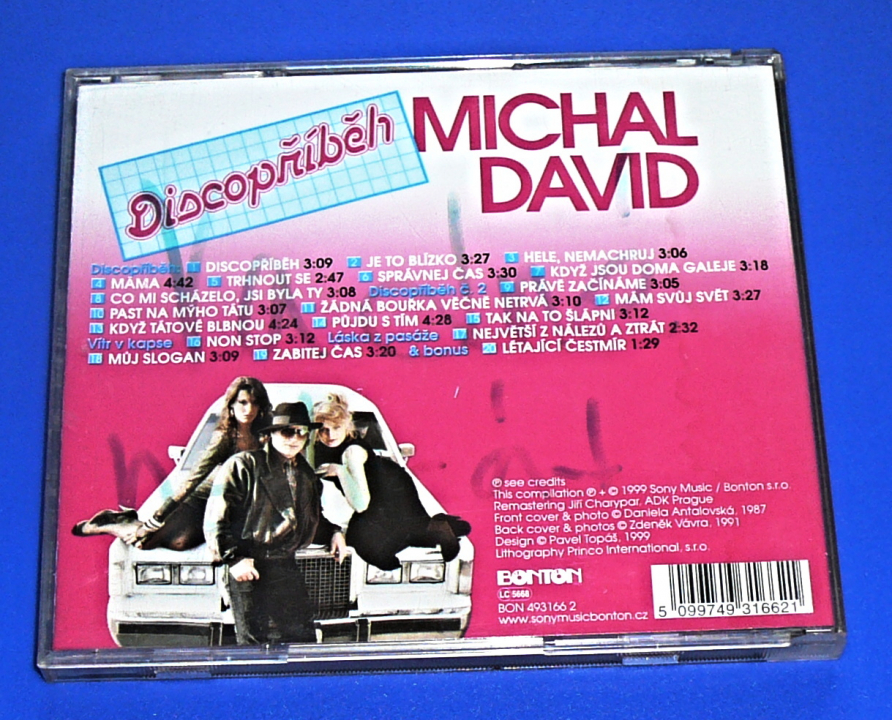 Discopříběh
MICHAL
DAVID
Discopříběh: 1 DISCOPŘÍBĚH 3:09 2 JE TO BLÍZKO 3:27 3 HELE, NEMACHRUJ 3:06
4 MÁMA 4:42 5 TRHNOUT SE 2:47 6 SPRÁVNEJ ČAS 3:30 7 KDYŽ JSOU DOMA GALEJE 3:18
8 CO MI SCHÁZELO, JSI BYLA TY 3:08 Discopříběh č. 2 9 PRÁVĚ ZAČÍNÁME 3:05
10 PAST NA MÝHO TÁTU 3:07 11 ŽÁDNÁ BOUŘKA VĚČNĚ NETRVÁ 3:10 12 MÁM SVŮJ SVĚT 3:27
13 KDYŽ TÁTOVÉ BLBNOU 4:24 14 PŮJDU S TÍM 4:28 15 TAK NA TO ŠLÁPNI 3:12
Vítr v kapse 16 NON STOP 3:12 Láska z pasáže 17 NEJVĚTŠÍ Z NÁLEZŮ A ZTRÁT 2:32
18 MŮJ SLOGAN 3:09 19 ZABITEJ ČAS 3:20 & bonus 20 LÉTAJÍCÍ ČESTMÍR 1:29
℗ see credits
This compilation ℗ + © 1999 Sony Music / Bonton s.r.o.
Remastering Jiří Charypar, ADK Prague
Front cover & photo © Daniela Antalovská, 1987
Back cover & photos © Zdeněk Vávra, 1991
Design © Pavel Topáš, 1999
Lithography Princo International, s.r.o.
BONTON
LC 5668
BON 493166 2
www.sonymusicbonton.cz
5 099749 316621